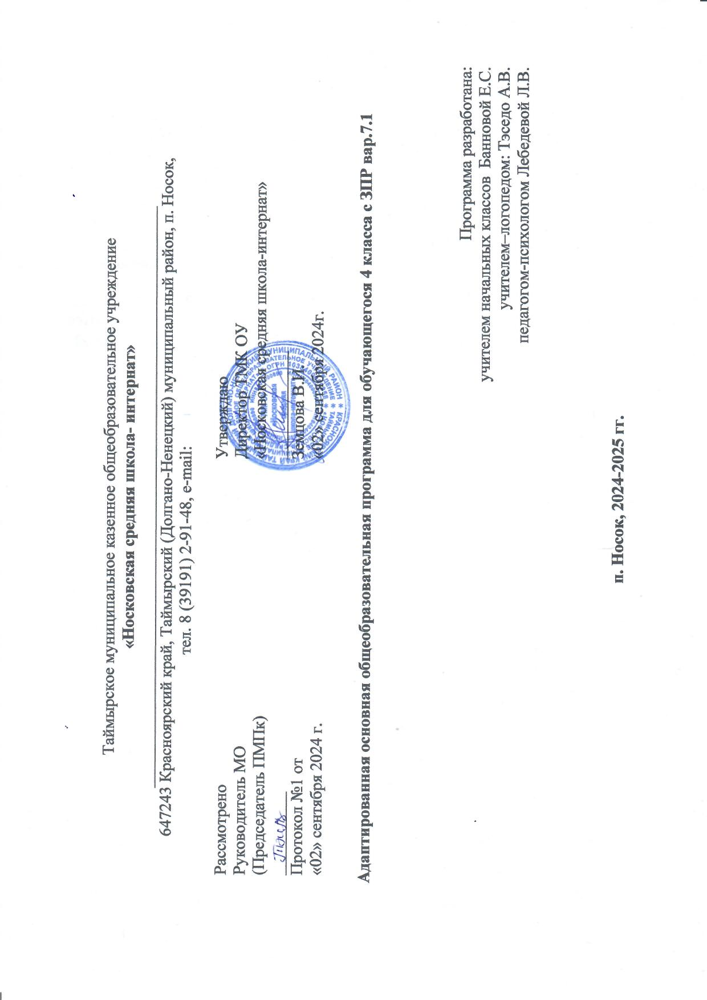 Таймырское муниципальное казенное общеобразовательное учреждение
«Носковская средняя школа- интернат»
647243 Красноярский край, Таймырский (Долгано-Ненецкий) муниципальный район, п. Носок,
тел. 8 (39191) 2-91-48, e-mail:
Рассмотрено
Руководитель МО
(Председатель ПМПк)
Протокол №1 от
«02» сентября 2024 г.
Утверждаю
Директор ТМК ОУ
«Носковская средняя школа-интернат»
Земцова В.И.
«02» сентября 2024г.
Адаптированная основная общеобразовательная программа для обучающегося 4 класса с ЗПР вар.7.1
Программа разработана:
учителем начальных классов Банновой Е.С.
учителем–логопедом: Тэседо А.В.
педагогом-психологом Лебедевой Л.В.
п. Носок, 2024-2025 гг.